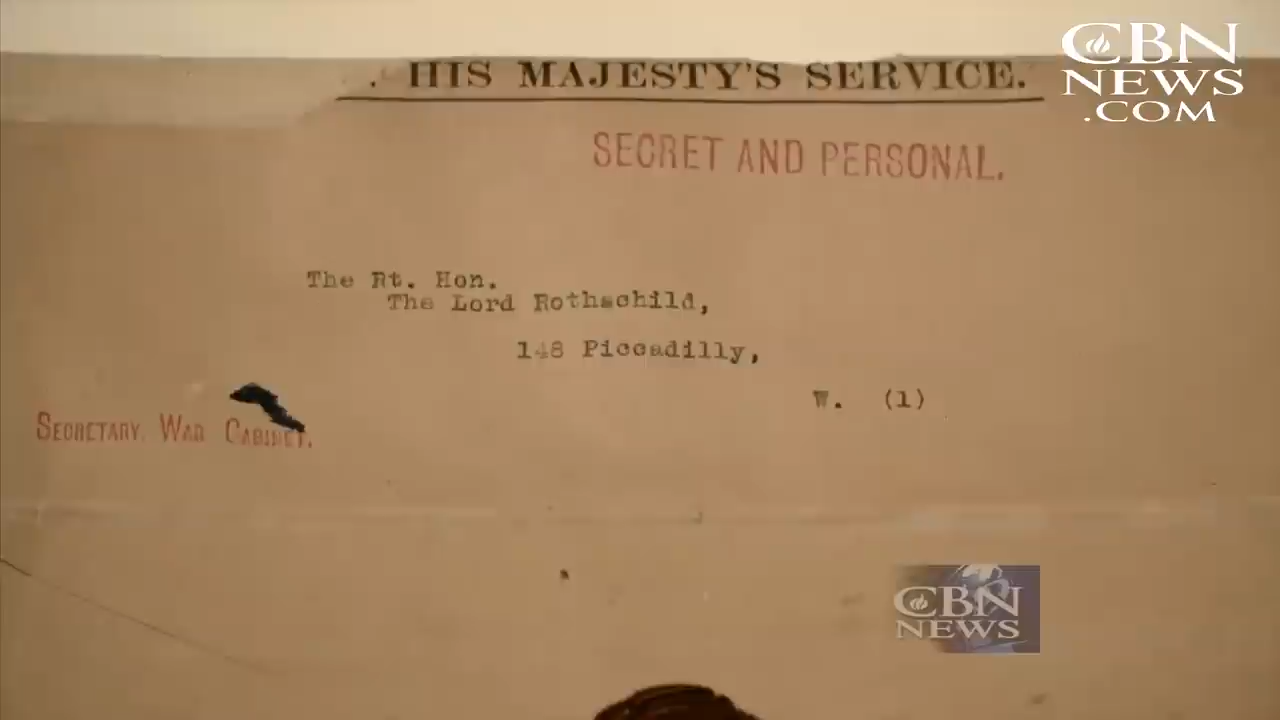 CBN
NEWS
.COM
. HIS MAJESTY'S SERVICE.
SECRET AND PERSONAL.
The Rt. Hon.
The Lord Rothschild,
148 Piccadilly,
W. (1)
SECRETARY, WAR CABINET.
CBN
NEWS